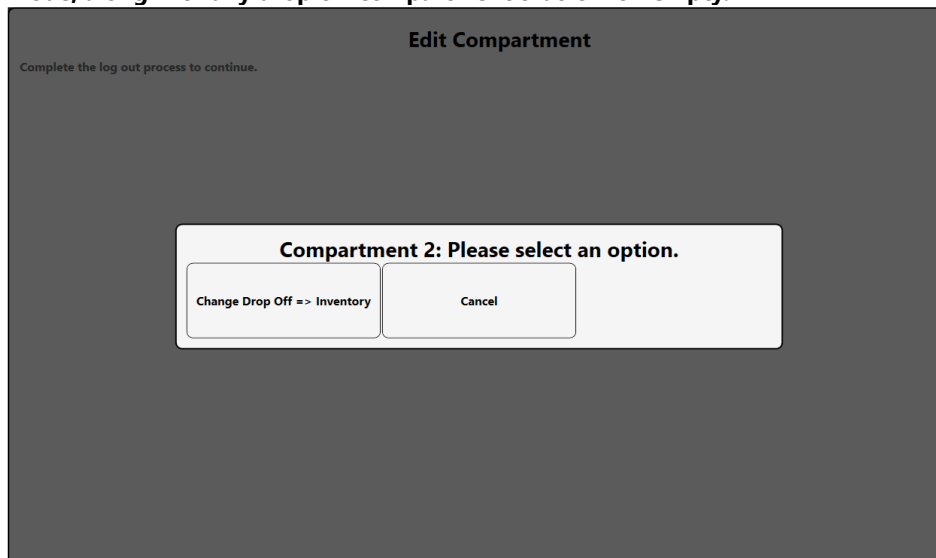 Edit Compartment
Complete the log out process to continue.
Compartment 2: Please select an option.
Change Drop Off => Inventory
Cancel